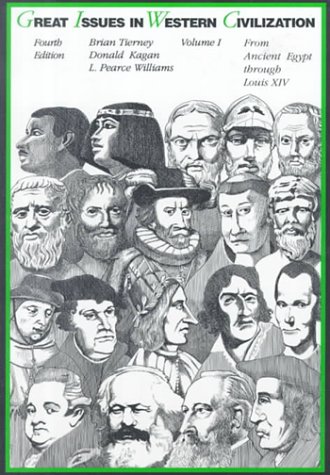 GREAT ISSUES IN WESTERN CIVILIZATION
Fourth
Edition
Brian Tierney
Donald Kagan
L. Pearce Williams
Volume I
From
Ancient Egypt
through
Louis XIV